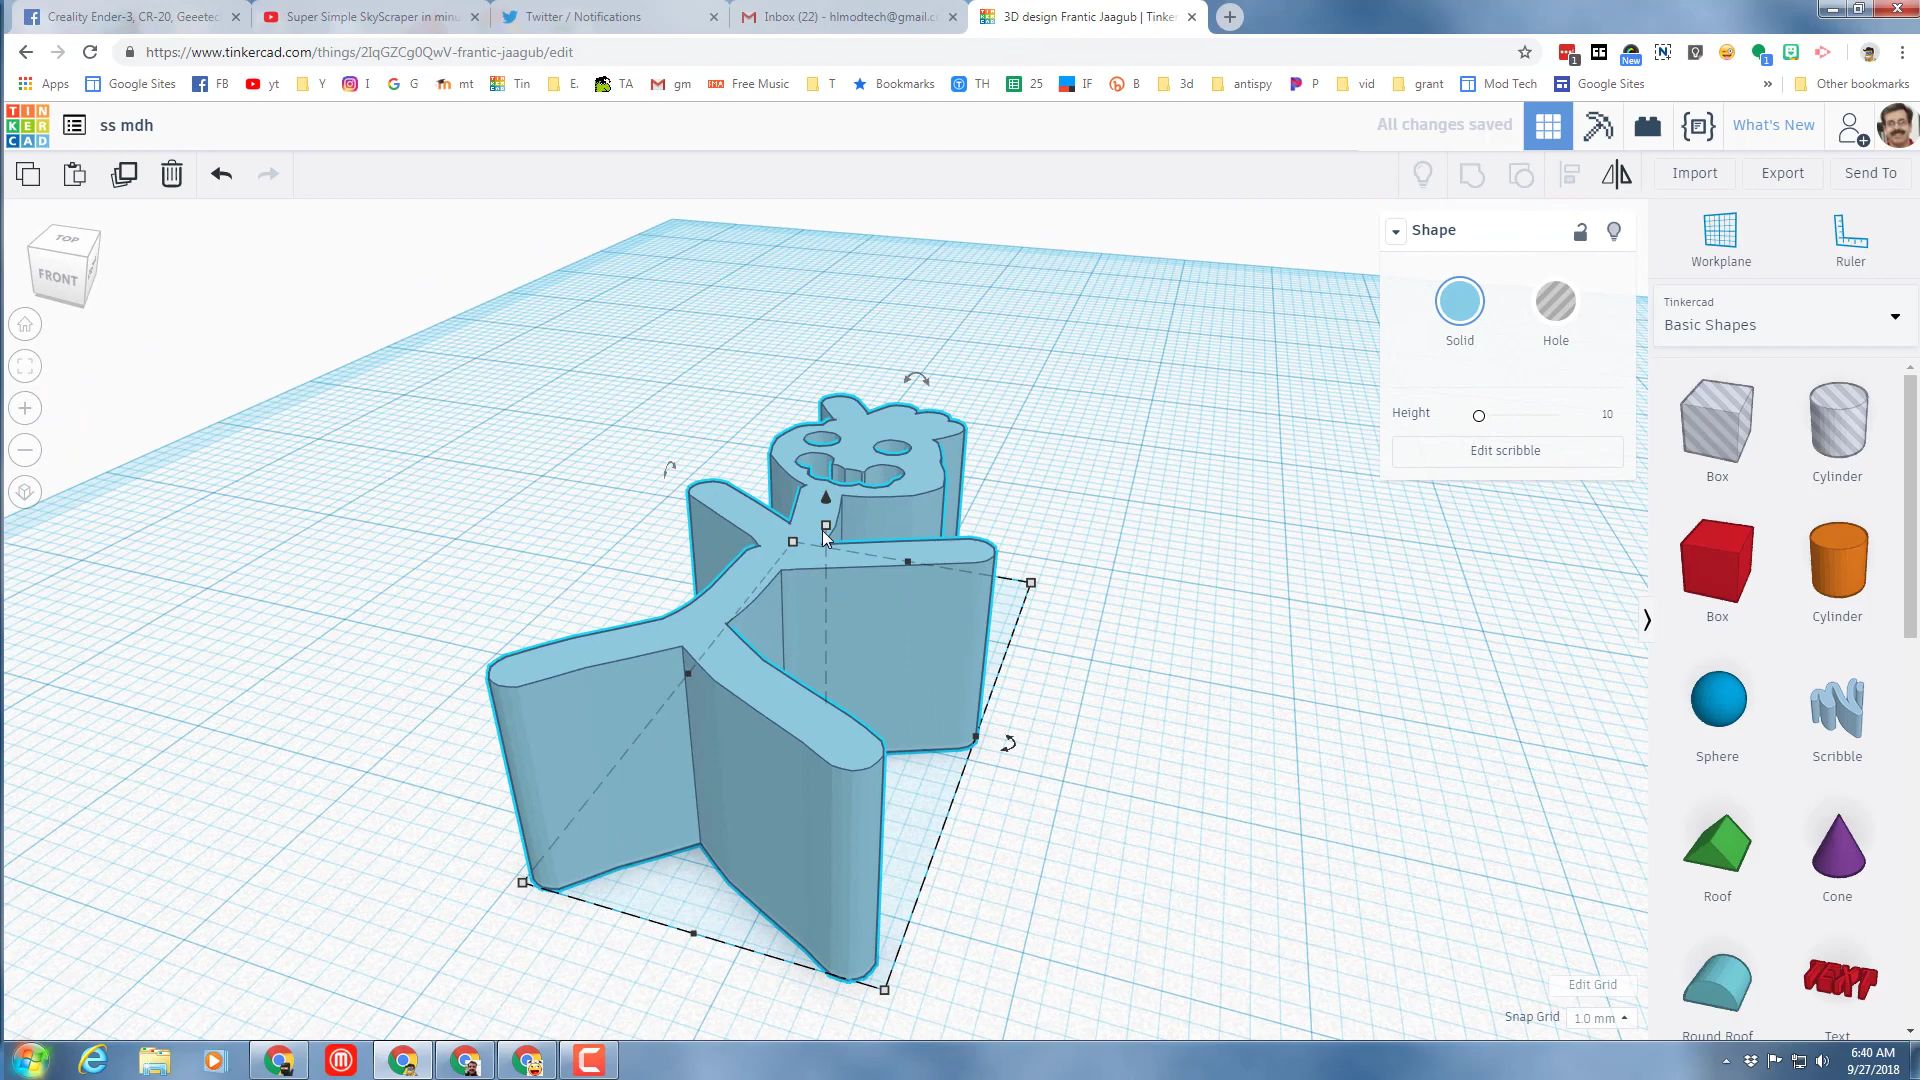 Creality Ender-3, CR-20, Geeetec
Super Simple SkyScraper in minu
Twitter / Notifications
Inbox (22) - hlmodtech@gmail.c
3D design Frantic Jaagub | Tinker
https://www.tinkercad.com/things/2IqGZCg0QwV-frantic-jaagub/edit
1
New
1
Apps
Google Sites
FB
yt
Y
I
G
mt
Tin
E.
TA
gm
Free Music
T
Bookmarks
TH
25
IF
B
3d
antispy
P
vid
grant
Mod Tech
Google Sites
»
Other bookmarks
TIN
KER
CAD
ss mdh
All changes saved
What's New
Import
Export
Send To
TOP
FRONT
Shape
Solid
Hole
Height
10
Edit scribble
Workplane
Ruler
Tinkercad
Basic Shapes
Box
Cylinder
Box
Cylinder
Sphere
Scribble
Roof
Cone
Round Roof
Text
TEXT
Edit Grid
Snap Grid
1.0 mm
6:40 AM
9/27/2018